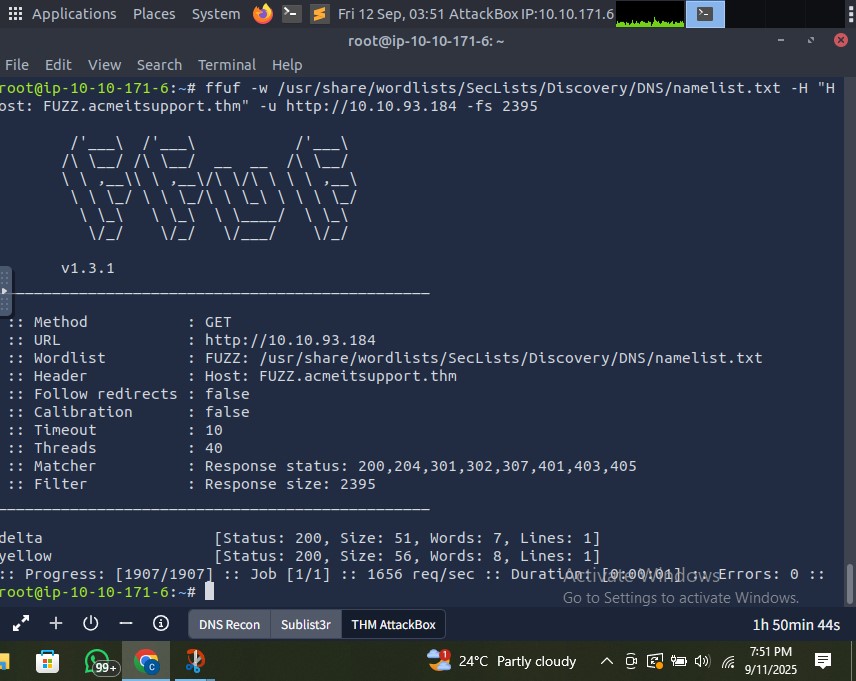 Applications Places System Fri 12 Sep, 03:51 AttackBox IP:10.10.171.6
root@ip-10-10-171-6: ~
File Edit View Search Terminal Help
root@ip-10-10-171-6:~# ffuf -w /usr/share/wordlists/SecLists/Discovery/DNS/namelist.txt -H "H
ost: FUZZ.acmeitsupport.thm" -u http://10.10.93.184 -fs 2395
v1.3.1
:: Method : GET
:: URL : http://10.10.93.184
:: Wordlist : FUZZ: /usr/share/wordlists/SecLists/Discovery/DNS/namelist.txt
:: Header : Host: FUZZ.acmeitsupport.thm
:: Follow redirects : false
:: Calibration : false
:: Timeout : 10
:: Threads : 40
:: Matcher : Response status: 200,204,301,302,307,401,403,405
:: Filter : Response size: 2395
delta [Status: 200, Size: 51, Words: 7, Lines: 1]
yellow [Status: 200, Size: 56, Words: 8, Lines: 1]
:: Progress: [1907/1907] :: Job [1/1] :: 1656 req/sec :: Duration: [0:00:01] :: Errors: 0 ::
Activate Windows
root@ip-10-10-171-6:~#
Go to Settings to activate Windows.
DNS Recon Sublist3r THM AttackBox 1h 50min 44s
99+ C 1 24°C Partly cloudy 7:51 PM
9/11/2025